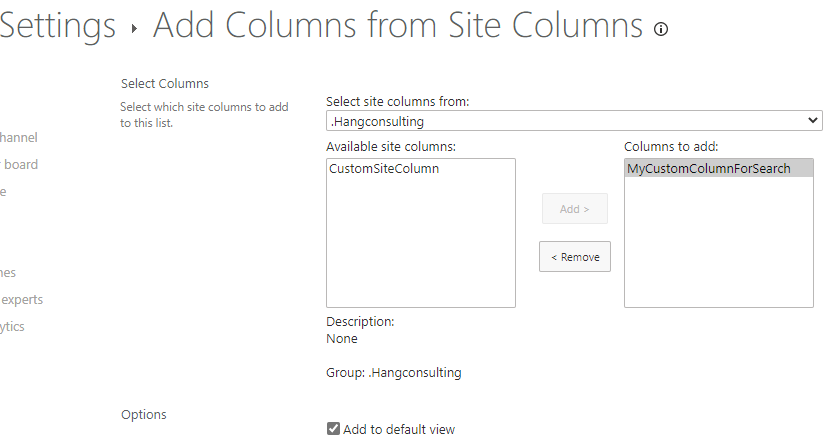 Settings ▸ Add Columns from Site Columns
Select Columns
Select which site columns to add
to this list.
Select site columns from:
.Hangconsulting
Available site columns:
CustomSiteColumn
Add >
< Remove
Columns to add:
MyCustomColumnForSearch
Description:
None
Group: .Hangconsulting
Options
Add to default view
hannel
board
e
nes
experts
ytics